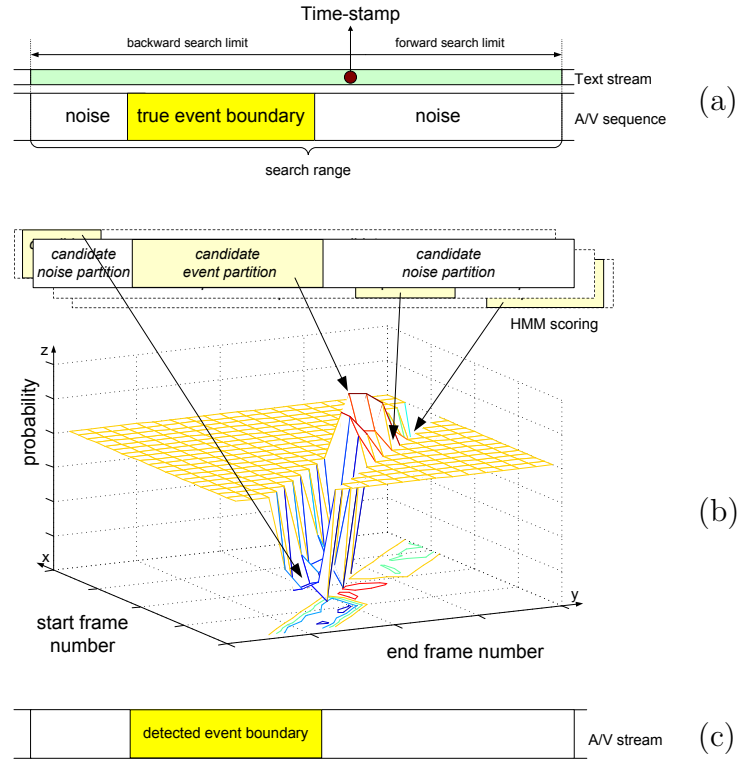 Time-stamp
backward search limit
forward search limit
Text stream
noise
true event boundary
noise
A/V sequence
(a)
search range
candidate
noise partition
candidate
event partition
candidate
noise partition
HMM scoring
z
probability
(b)
x
y
start frame
number
end frame number
detected event boundary
A/V stream
(c)